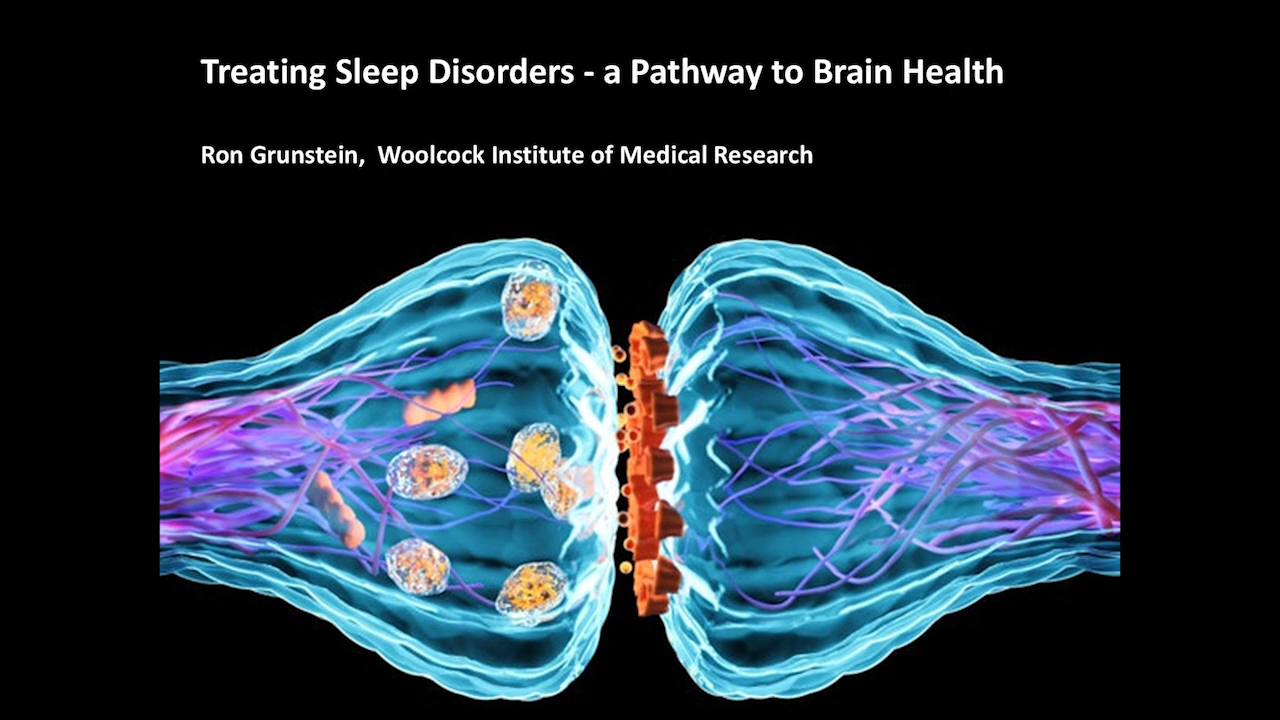 Treating Sleep Disorders - a Pathway to Brain Health
Ron Grunstein,  Woolcock Institute of Medical Research